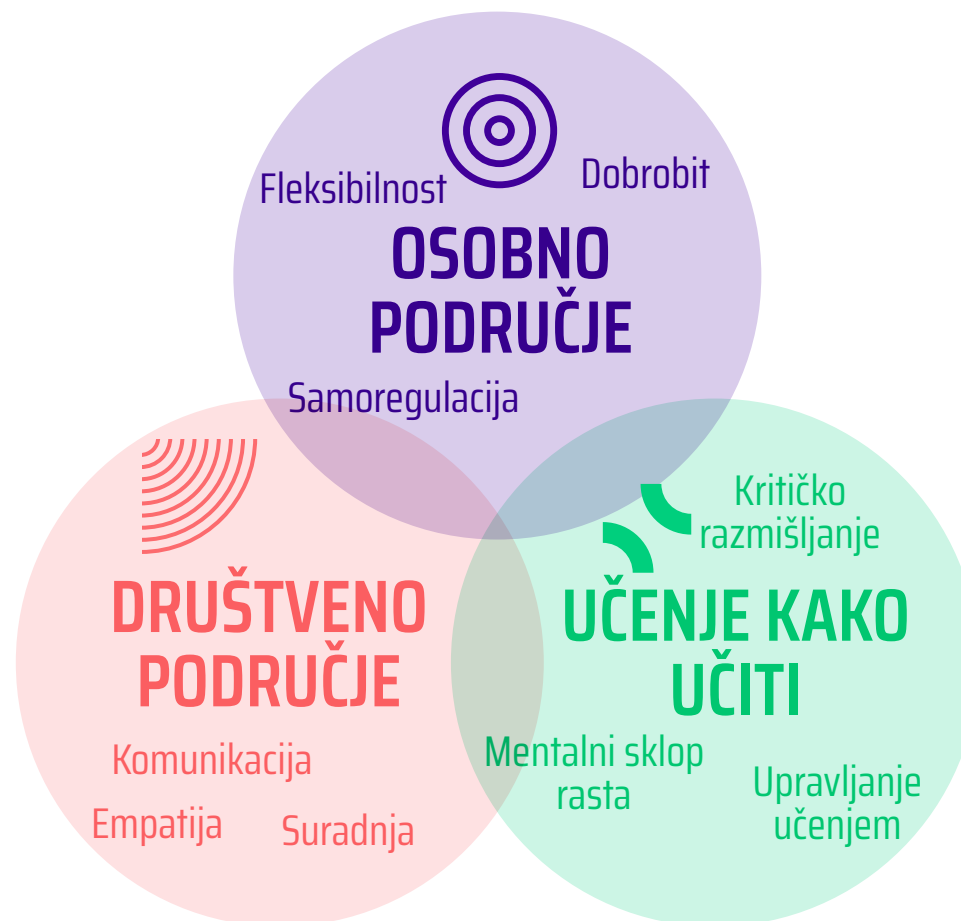 Fleksibilnost
Dobrobit
OSOBNO
PODRUČJE
Samoregulacija
DRUŠTVENO
PODRUČJE
Komunikacija
Empatija
Suradnja
Kritičko
razmišljanje
UČENJE KAKO
UČITI
Mentalni sklop
rasta
Upravljanje
učenjem